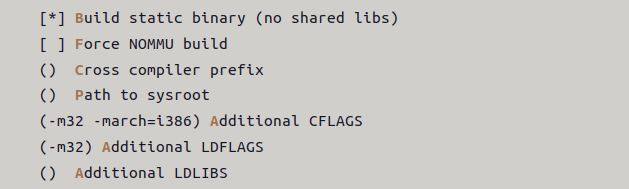 [*] Build static binary (no shared libs)
[ ] Force NOMMU build
()  Cross compiler prefix
()  Path to sysroot
(-m32 -march=i386) Additional CFLAGS
(-m32) Additional LDFLAGS
()  Additional LDLIBS